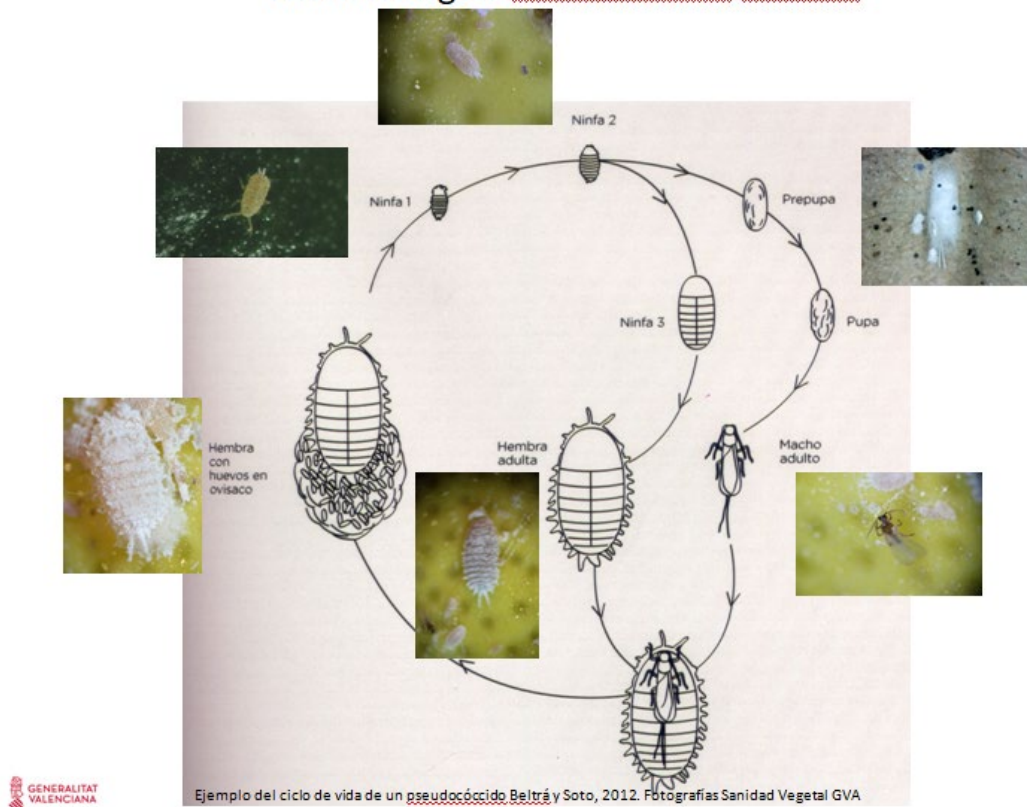 Ninfa 2
Ninfa 1
Prepupa
Ninfa 3
Pupa
Hembra
con
huevos en
ovisaco
Hembra
adulta
Macho
adulto
GENERALITAT
VALENCIANA
Ejemplo del ciclo de vida de un pseudocóccido Beltrá y Soto, 2012. Fotografías Sanidad Vegetal GVA